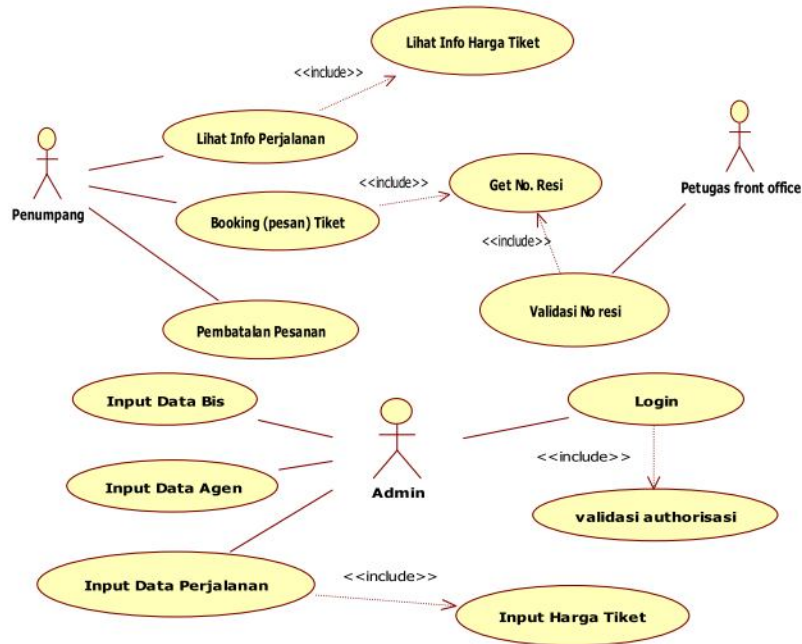 Lihat Info Harga Tiket
<<include>>
Lihat Info Perjalanan
Penumpang
<<include>>
Get No. Resi
Petugas front office
Booking (pesan) Tiket
<<include>>
Validasi No resi
Pembatalan Pesanan
Input Data Bis
Login
<<include>>
Input Data Agen
Admin
validasi authorisasi
Input Data Perjalanan
<<include>>
Input Harga Tiket